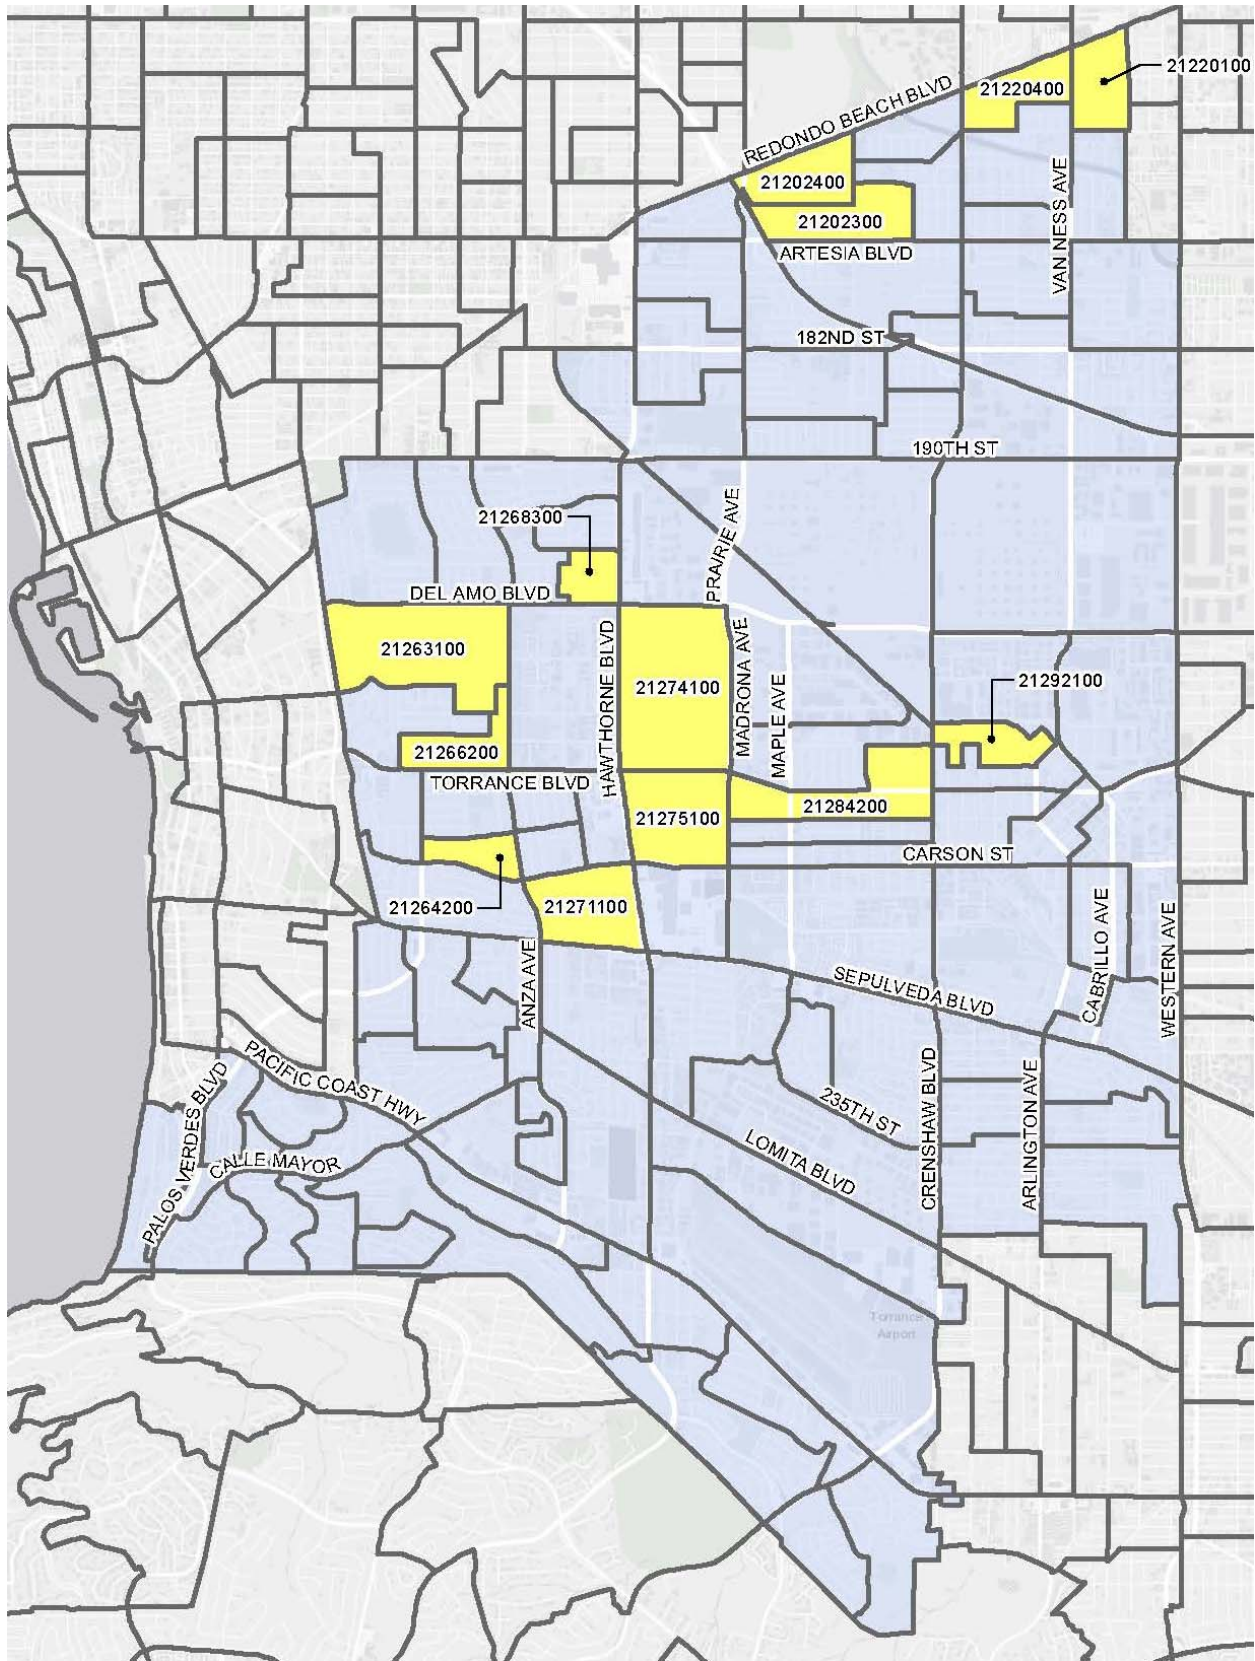 21220100
21220400
REDONDO BEACH BLVD
21202400
21202300
VAN NESS AVE
ARTESIA BLVD
182ND ST
190TH ST
21268300
PRAIRIE AVE
DEL AMO BLVD
21263100
HAWTHORNE BLVD
21274100
MADRONA AVE
MAPLE AVE
21292100
21266200
TORRANCE BLVD
21275100
21284200
CARSON ST
21264200
21271100
ANZA AVE
CABRILLO AVE
WESTERN AVE
SEPULVEDA BLVD
PACIFIC COAST HWY
PALOS VERDES BLVD
CALLE MAYOR
235TH ST
LOMITA BLVD
CRENSHAW BLVD
ARLINGTON AVE
Torrance
Airport